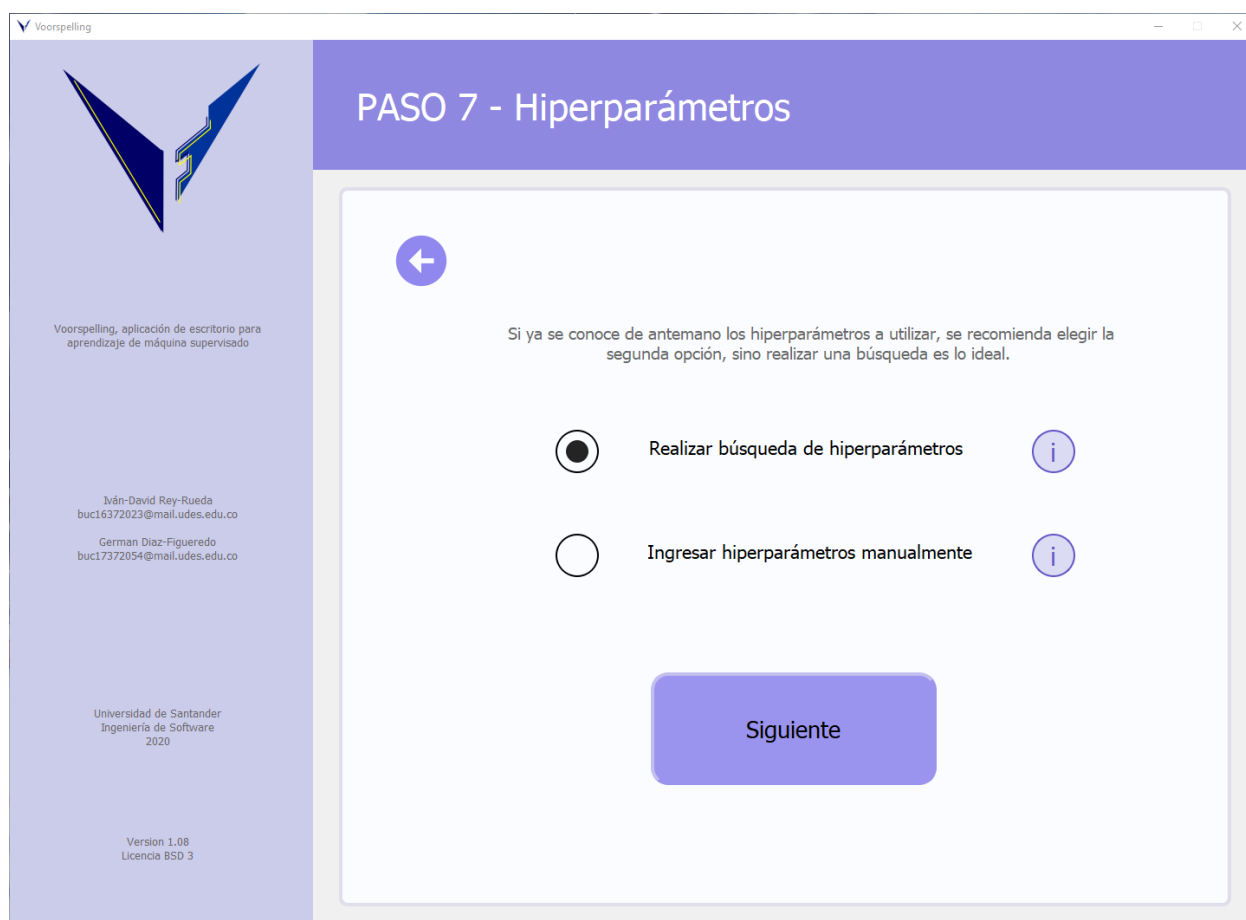 Voorspelling
PASO 7 - Hiperparámetros
Voorspelling, aplicación de escritorio para
aprendizaje de máquina supervisado
Iván-David Rey-Rueda
buc16372023@mail.udes.edu.co
German Diaz-Figueredo
buc17372054@mail.udes.edu.co
Universidad de Santander
Ingeniería de Software
2020
Version 1.08
Licencia BSD 3
Si ya se conoce de antemano los hiperparámetros a utilizar, se recomienda elegir la
segunda opción, sino realizar una búsqueda es lo ideal.
Realizar búsqueda de hiperparámetros
i
Ingresar hiperparámetros manualmente
i
Siguiente